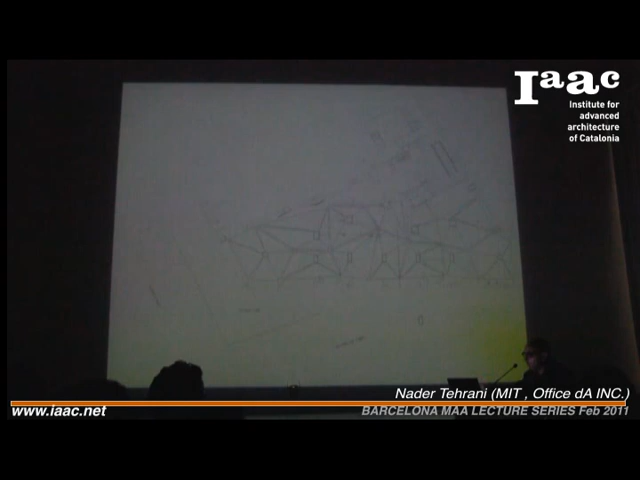 Iaac
Institute for
advanced
architecture
of Catalonia
Nader Tehrani (MIT , Office dA INC.)
www.iaac.net
BARCELONA MAA LECTURE SERIES Feb 2011